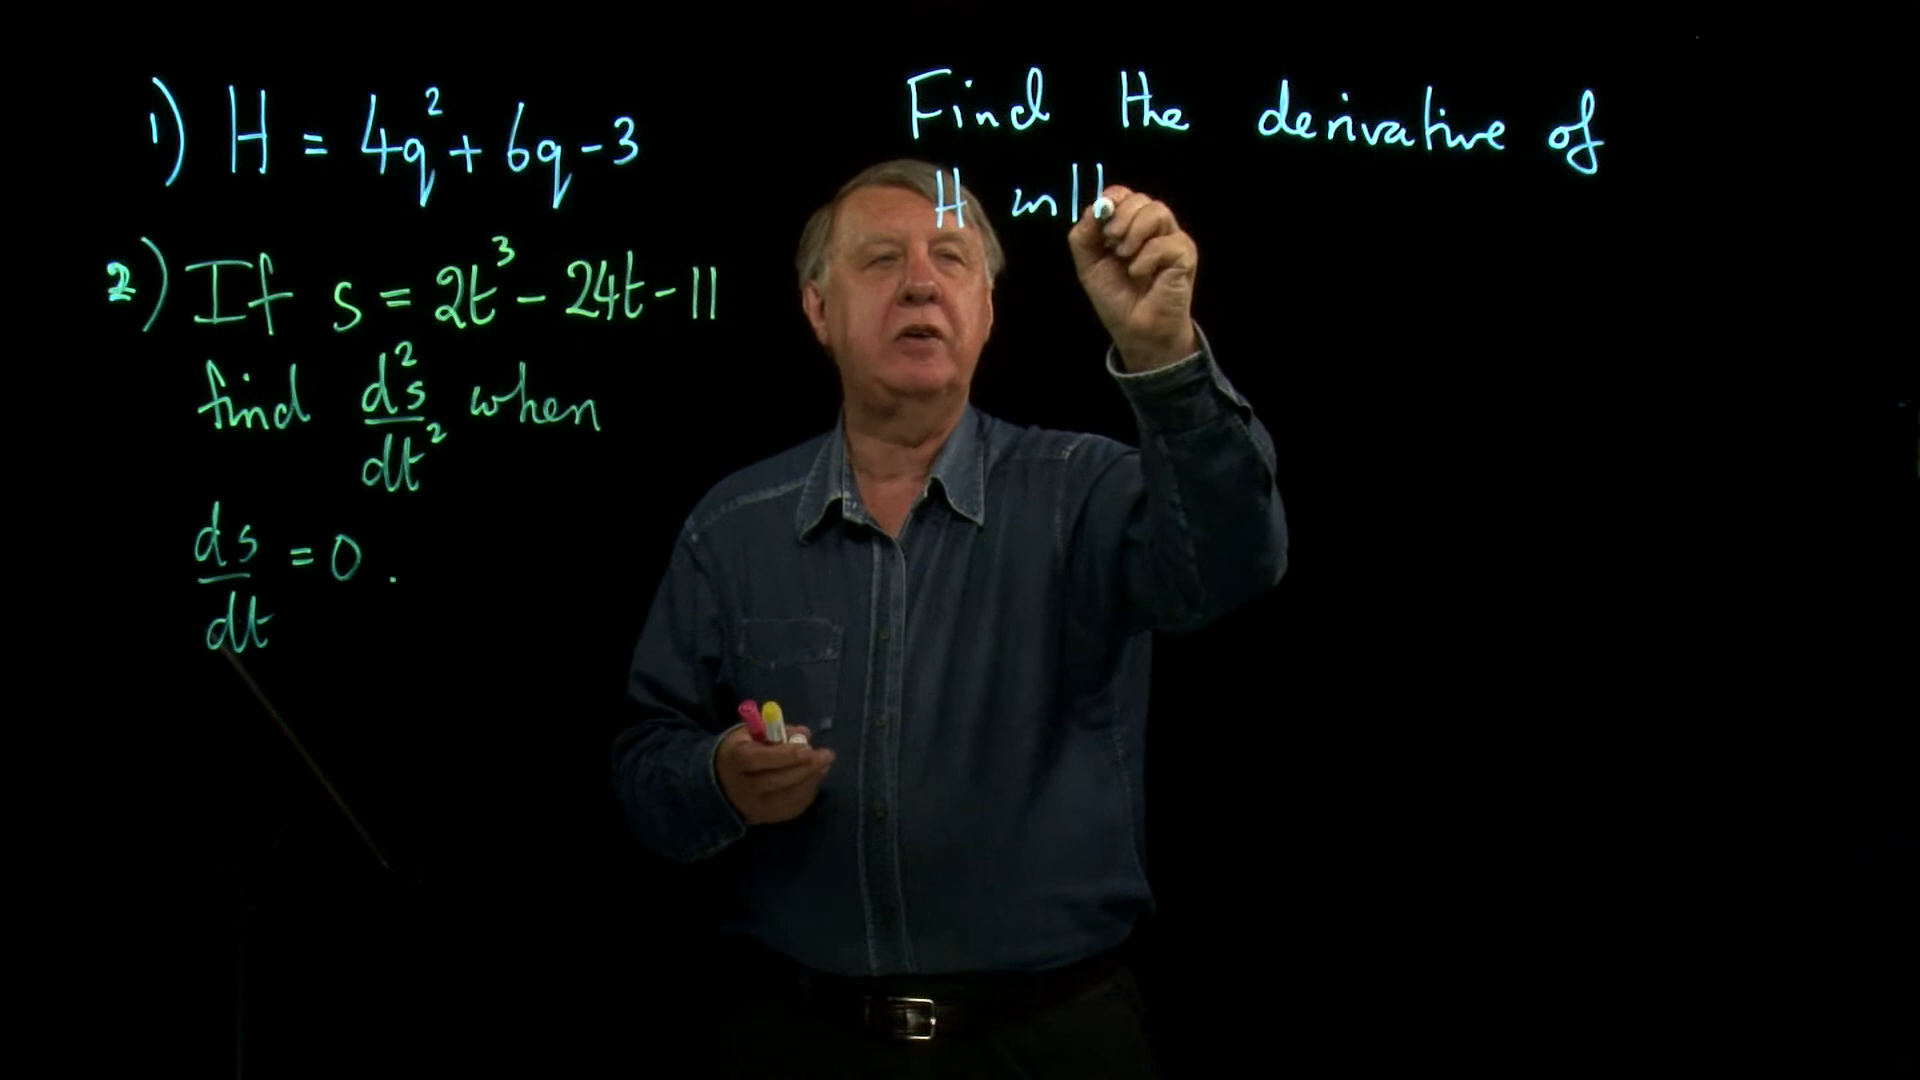 1) H = 4q² + 6q - 3
2) If s = 2t³ - 24t - 11
find d²s/dt² when
ds/dt = 0 .
Find the derivative of
H with